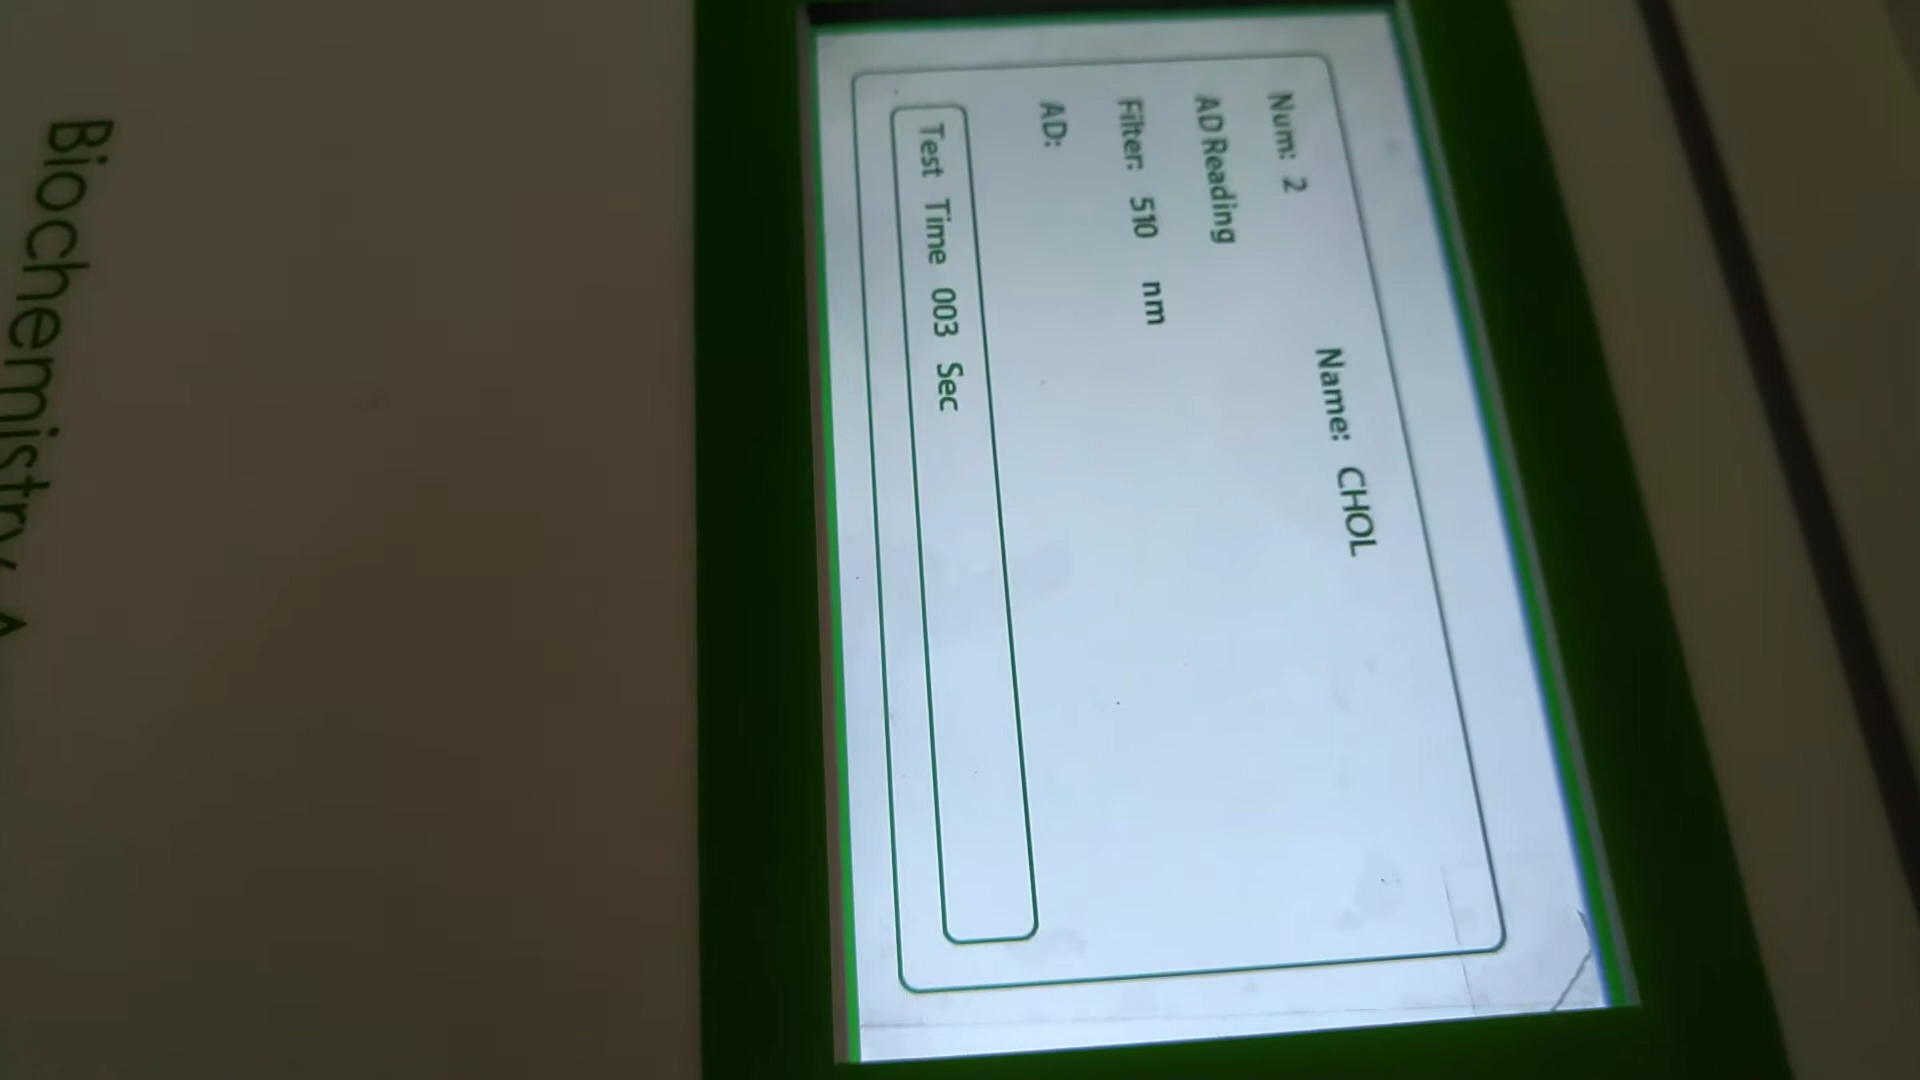 Num: 2 Name: CHOL
AD Reading
Filter: 510 nm
AD:
Test Time 003 Sec
Biochemistry